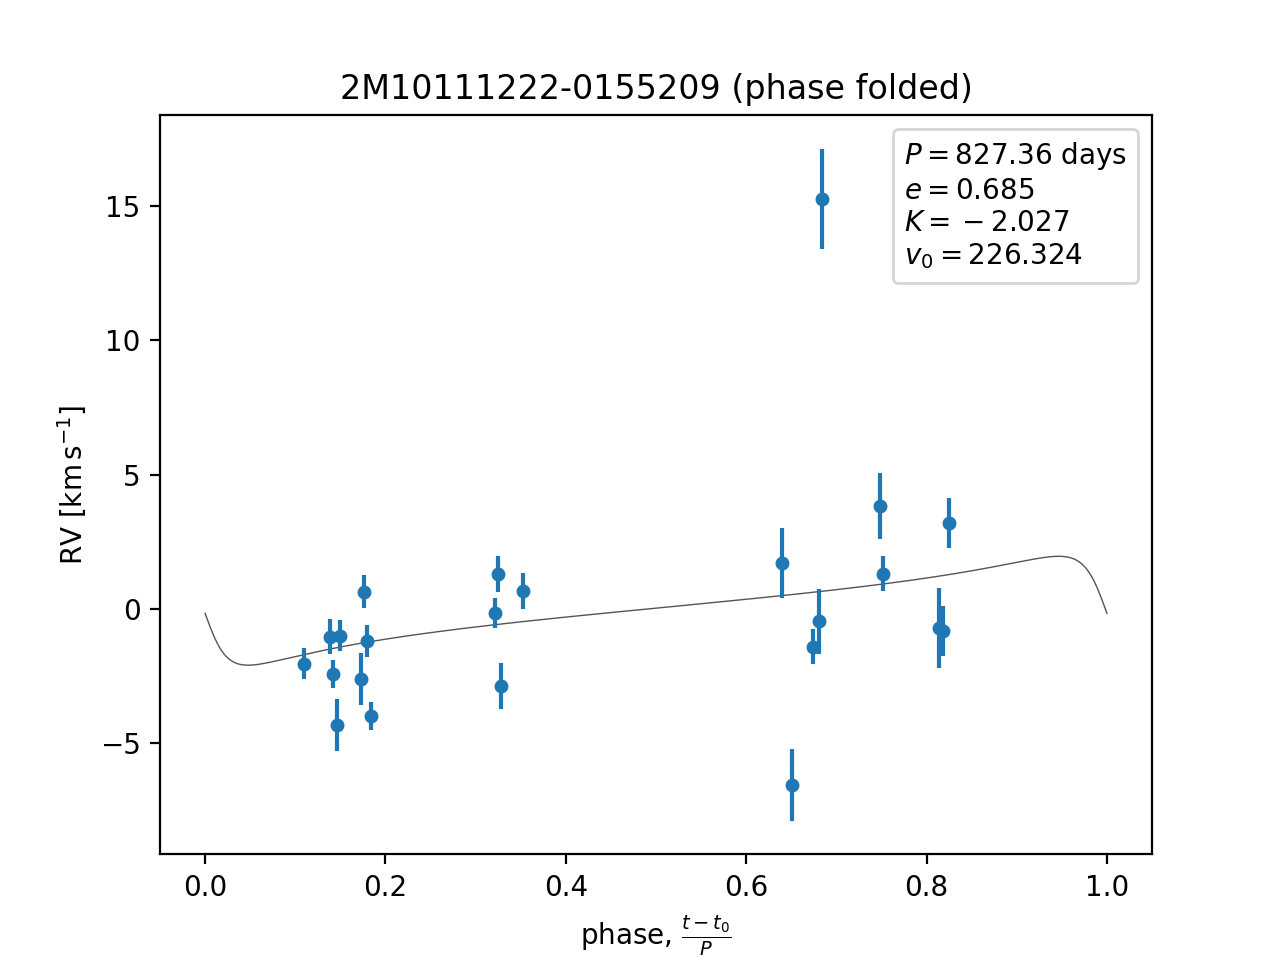 2M10111222-0155209 (phase folded)
P = 827.36 days
e = 0.685
K = −2.027
v₀ = 226.324
15
10
5
0
−5
RV [km s⁻¹]
0.0 0.2 0.4 0.6 0.8 1.0
phase, (t − t₀)/P